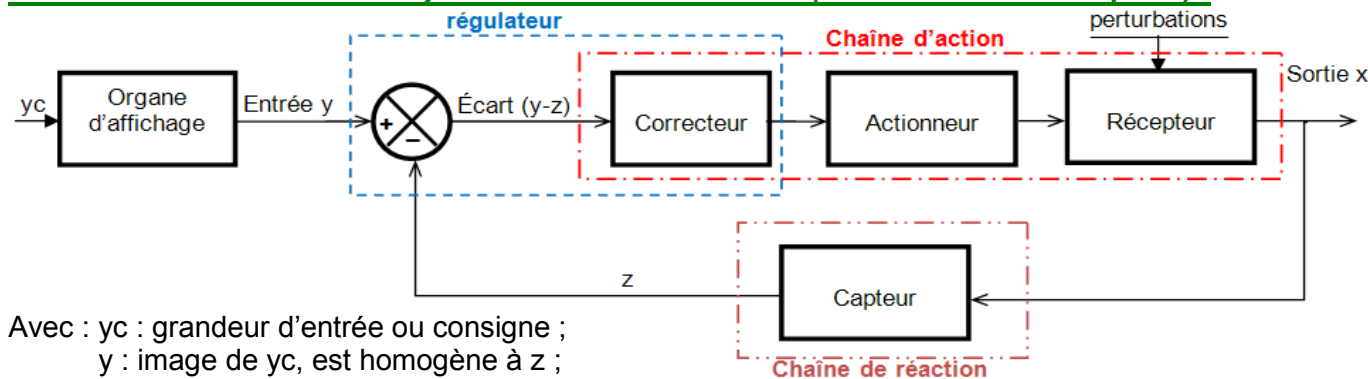 régulateur
perturbations
Chaîne d'action
Sortie x
yc
Organe
d'affichage
Entrée y
+
−
Écart (y-z)
Correcteur
Actionneur
Récepteur
z
Capteur
Chaîne de réaction
Avec : yc : grandeur d'entrée ou consigne ;
y : image de yc, est homogène à z ;